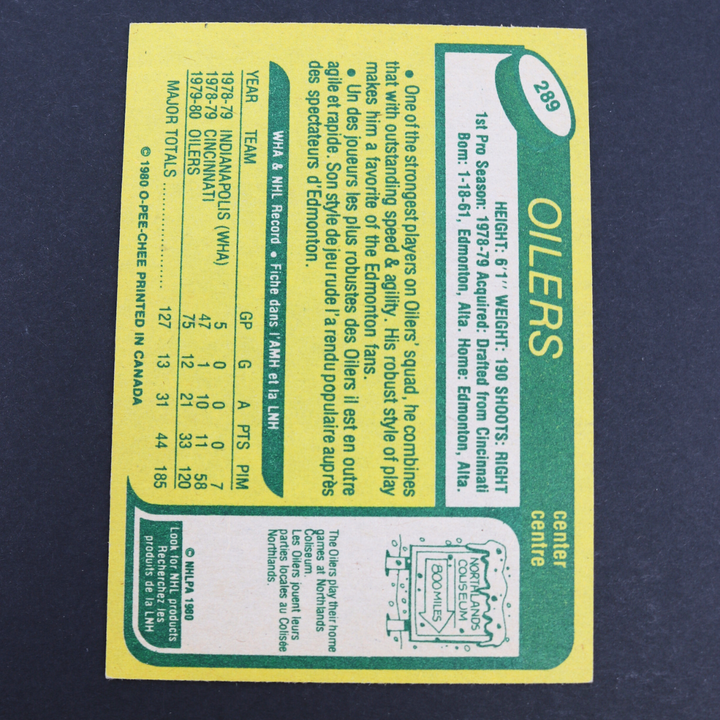 289
OILERS
center
centre
HEIGHT: 6'1" WEIGHT: 190 SHOOTS: RIGHT
1st Pro Season: 1978-79 Acquired: Drafted from Cincinnati
Born: 1-18-61, Edmonton, Alta. Home: Edmonton, Alta.
• One of the strongest players on Oilers' squad, he combines
that with outstanding speed & agility. His robust style of play
makes him a favorite of the Edmonton fans.
• Un des joueurs les plus robustes des Oilers il est en outre
agile et rapide. Son style de jeu rude l'a rendu populaire auprès
des spectateurs d'Edmonton.
WHA & NHL Record • Fiche dans l'AMH et la LNH
YEAR TEAM GP G A PTS PIM
1978-79 INDIANAPOLIS (WHA) 5 0 0 0 7
1978-79 CINCINNATI 47 1 10 11 58
1979-80 OILERS 75 12 21 33 120
MAJOR TOTALS .................. 127 13 31 44 185
© 1980 O-PEE-CHEE PRINTED IN CANADA
NORTHLANDS
COLISEUM
800 MILES
The Oilers play their home
games at Northlands
Coliseum
Les Oilers jouent leurs
parties locales au Colisée
Northlands.
© NHLPA 1980
Look for NHL products
Recherchez les
produits de la LNH